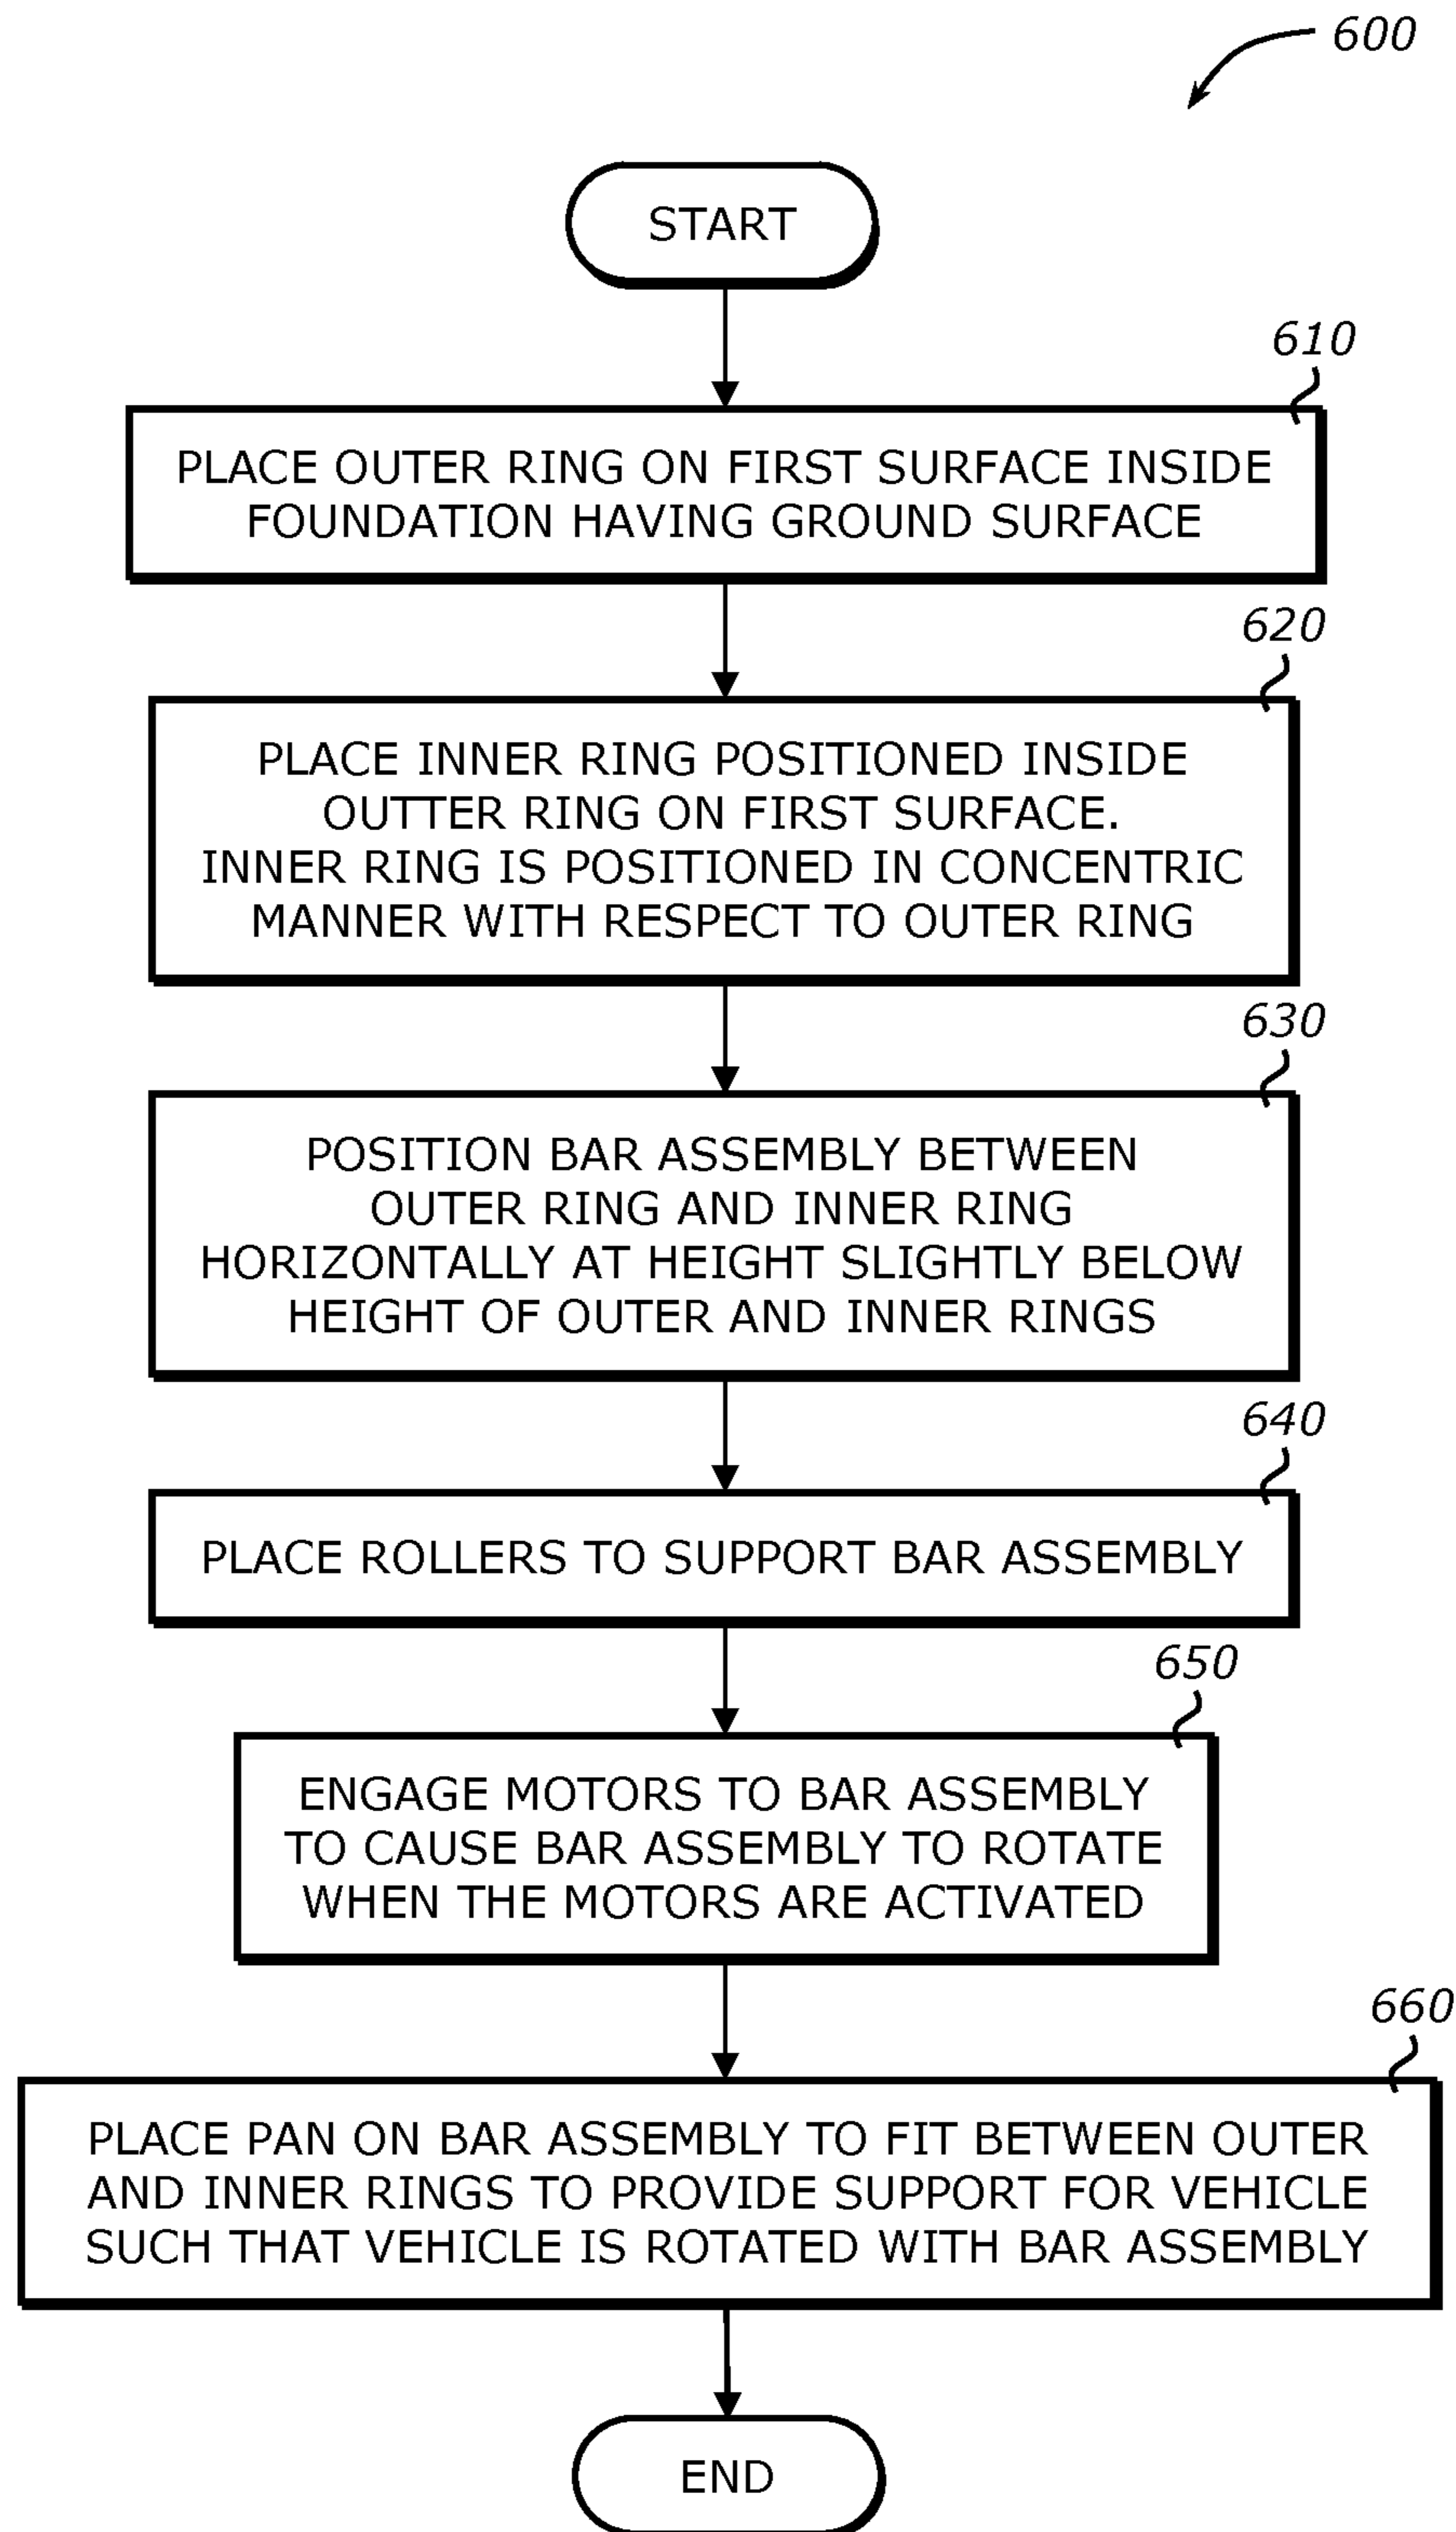 600
START
610
PLACE OUTER RING ON FIRST SURFACE INSIDE
FOUNDATION HAVING GROUND SURFACE
620
PLACE INNER RING POSITIONED INSIDE
OUTTER RING ON FIRST SURFACE.
INNER RING IS POSITIONED IN CONCENTRIC
MANNER WITH RESPECT TO OUTER RING
630
POSITION BAR ASSEMBLY BETWEEN
OUTER RING AND INNER RING
HORIZONTALLY AT HEIGHT SLIGHTLY BELOW
HEIGHT OF OUTER AND INNER RINGS
640
PLACE ROLLERS TO SUPPORT BAR ASSEMBLY
650
ENGAGE MOTORS TO BAR ASSEMBLY
TO CAUSE BAR ASSEMBLY TO ROTATE
WHEN THE MOTORS ARE ACTIVATED
660
PLACE PAN ON BAR ASSEMBLY TO FIT BETWEEN OUTER
AND INNER RINGS TO PROVIDE SUPPORT FOR VEHICLE
SUCH THAT VEHICLE IS ROTATED WITH BAR ASSEMBLY
END